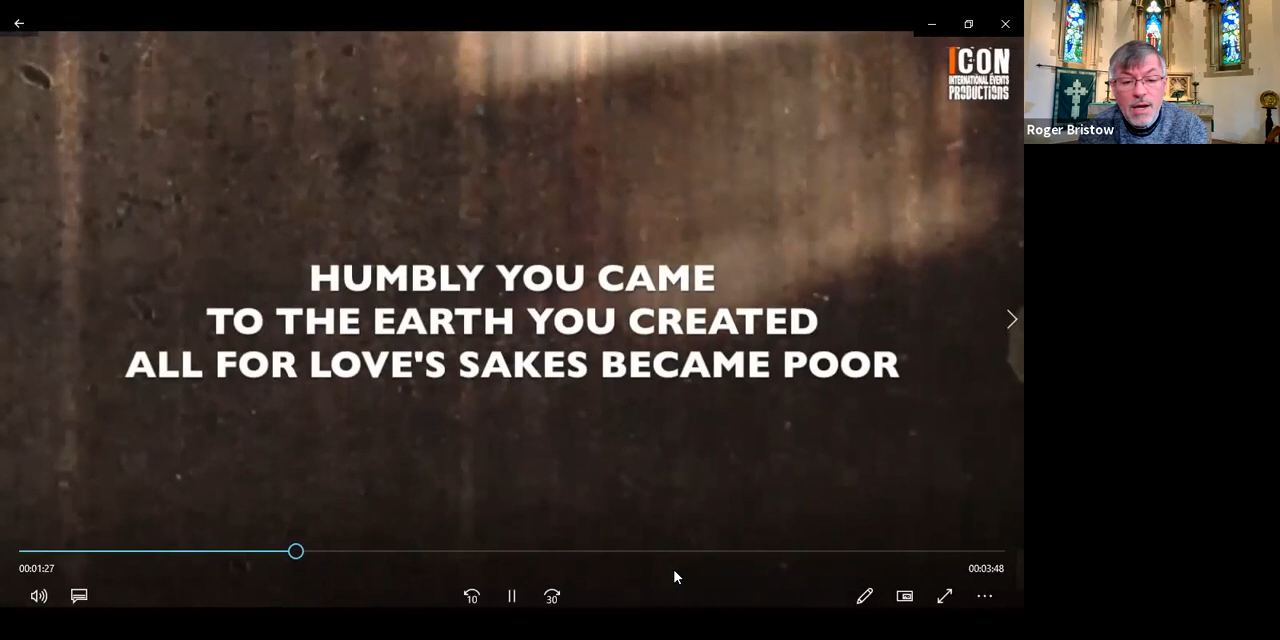 ICON
INTERNATIONAL EVENTS
PRODUCTIONS
Roger Bristow
HUMBLY YOU CAME
TO THE EARTH YOU CREATED
ALL FOR LOVE'S SAKES BECAME POOR
00:01:27
00:03:48
10
30